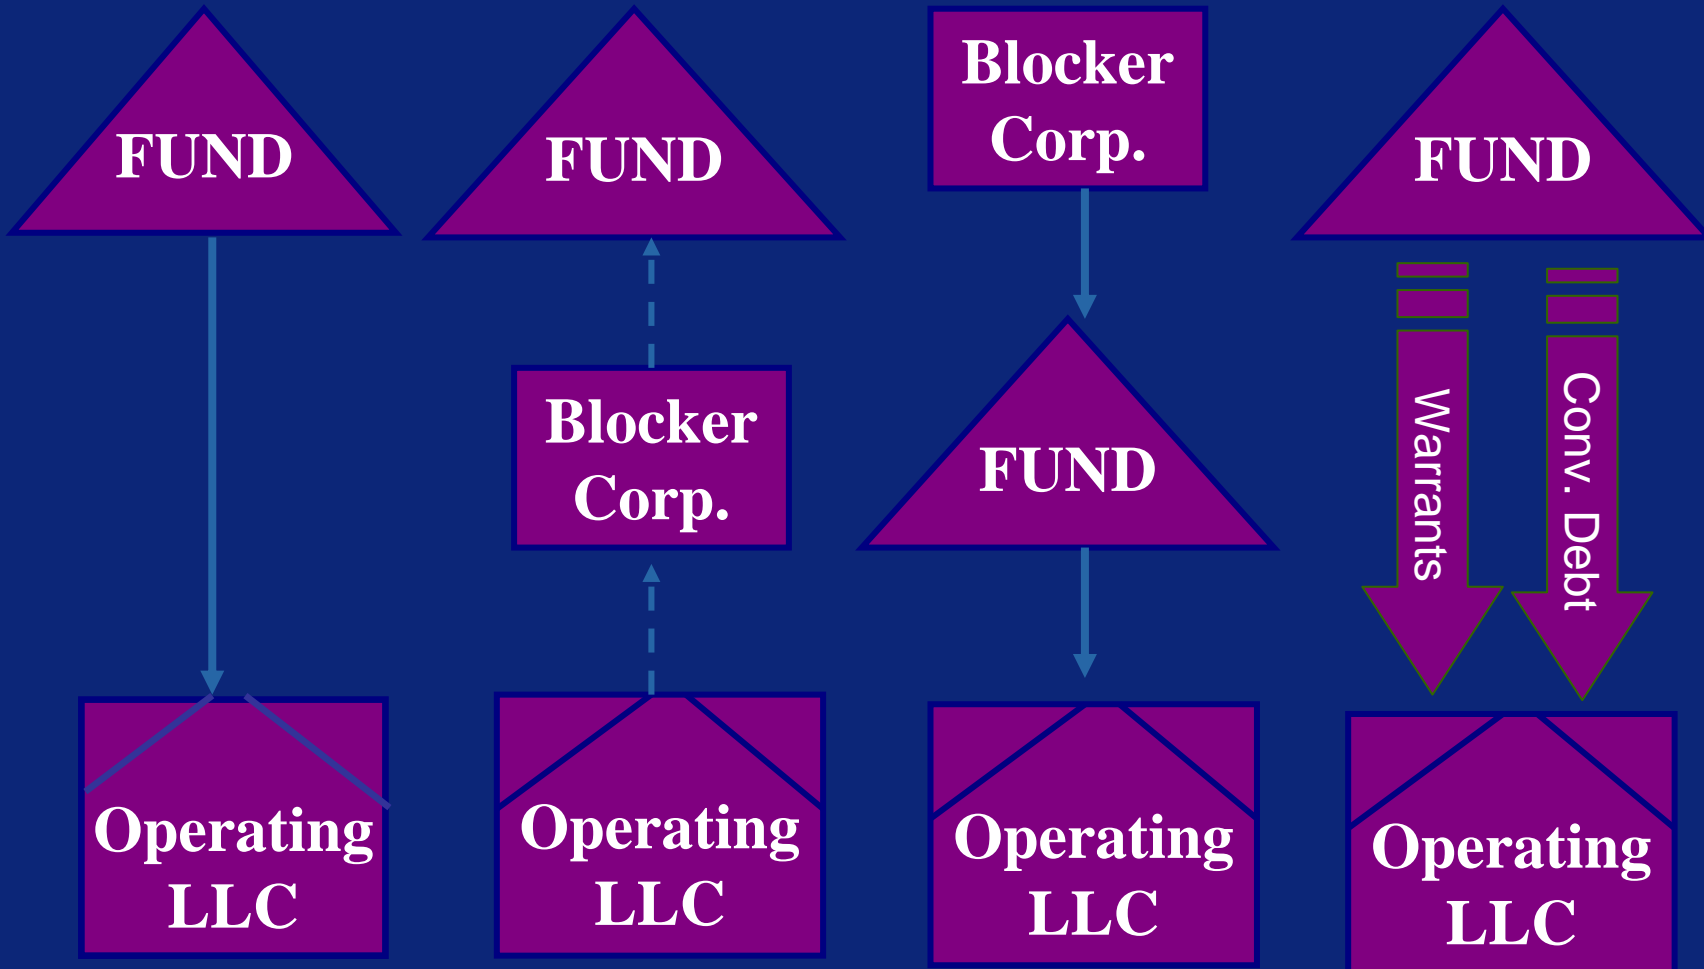 FUND
FUND
Blocker
Corp.
FUND
Blocker
Corp.
FUND
Warrants
Conv. Debt
Operating
LLC
Operating
LLC
Operating
LLC
Operating
LLC